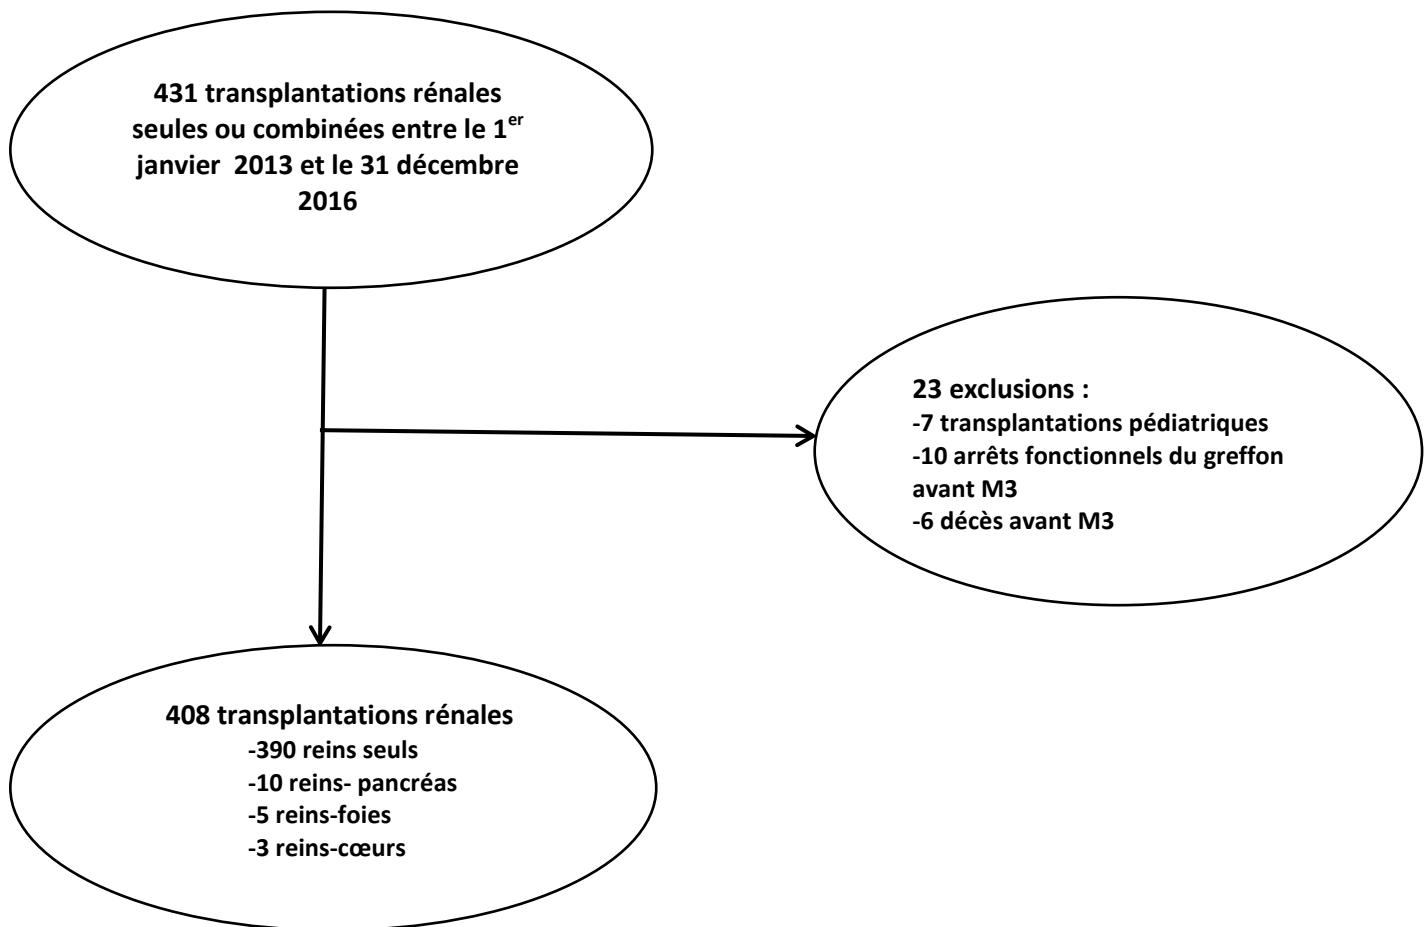 431 transplantations rénales
seules ou combinées entre le 1er
janvier 2013 et le 31 décembre
2016
23 exclusions :
-7 transplantations pédiatriques
-10 arrêts fonctionnels du greffon
avant M3
-6 décès avant M3
408 transplantations rénales
-390 reins seuls
-10 reins- pancréas
-5 reins-foies
-3 reins-cœurs